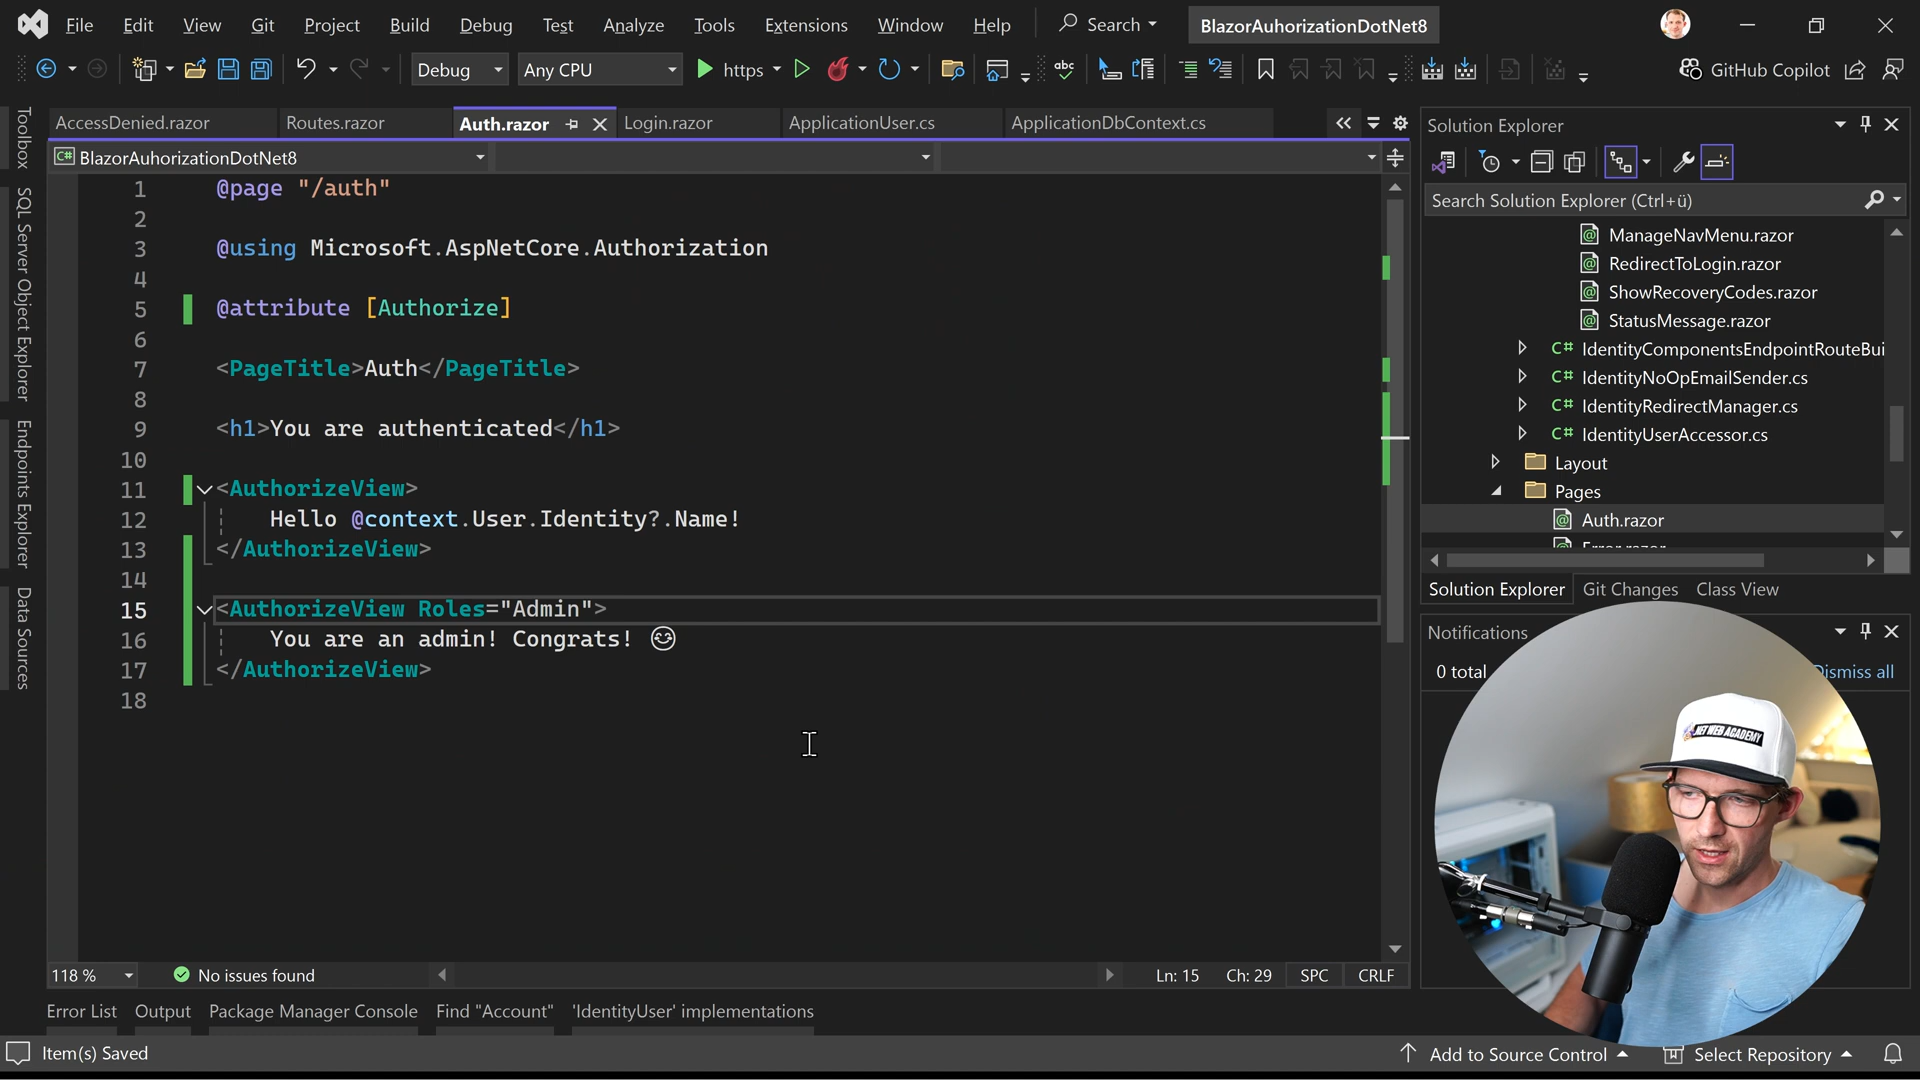 File Edit View Git Project Build Debug Test Analyze Tools Extensions Window Help Search BlazorAuhorizationDotNet8
Debug Any CPU https GitHub Copilot
AccessDenied.razor Routes.razor Auth.razor Login.razor ApplicationUser.cs ApplicationDbContext.cs
C# BlazorAuhorizationDotNet8
Toolbox
SQL Server Object Explorer
Endpoints Explorer
Data Sources
1 @page "/auth"
2
3 @using Microsoft.AspNetCore.Authorization
4
5 @attribute [Authorize]
6
7 <PageTitle>Auth</PageTitle>
8
9 <h1>You are authenticated</h1>
10
11 <AuthorizeView>
12 Hello @context.User.Identity?.Name!
13 </AuthorizeView>
14
15 <AuthorizeView Roles="Admin">
16 You are an admin! Congrats! 😊
17 </AuthorizeView>
18
118 % No issues found Ln: 15 Ch: 29 SPC CRLF
Error List Output Package Manager Console Find "Account" 'IdentityUser' implementations
Item(s) Saved Add to Source Control Select Repository
Solution Explorer
Search Solution Explorer (Ctrl+ü)
ManageNavMenu.razor
RedirectToLogin.razor
ShowRecoveryCodes.razor
StatusMessage.razor
C# IdentityComponentsEndpointRouteBui
C# IdentityNoOpEmailSender.cs
C# IdentityRedirectManager.cs
C# IdentityUserAccessor.cs
Layout
Pages
Auth.razor
Error.razor
Solution Explorer Git Changes Class View
Notifications
0 total Dismiss all
.NET WEB ACADEMY